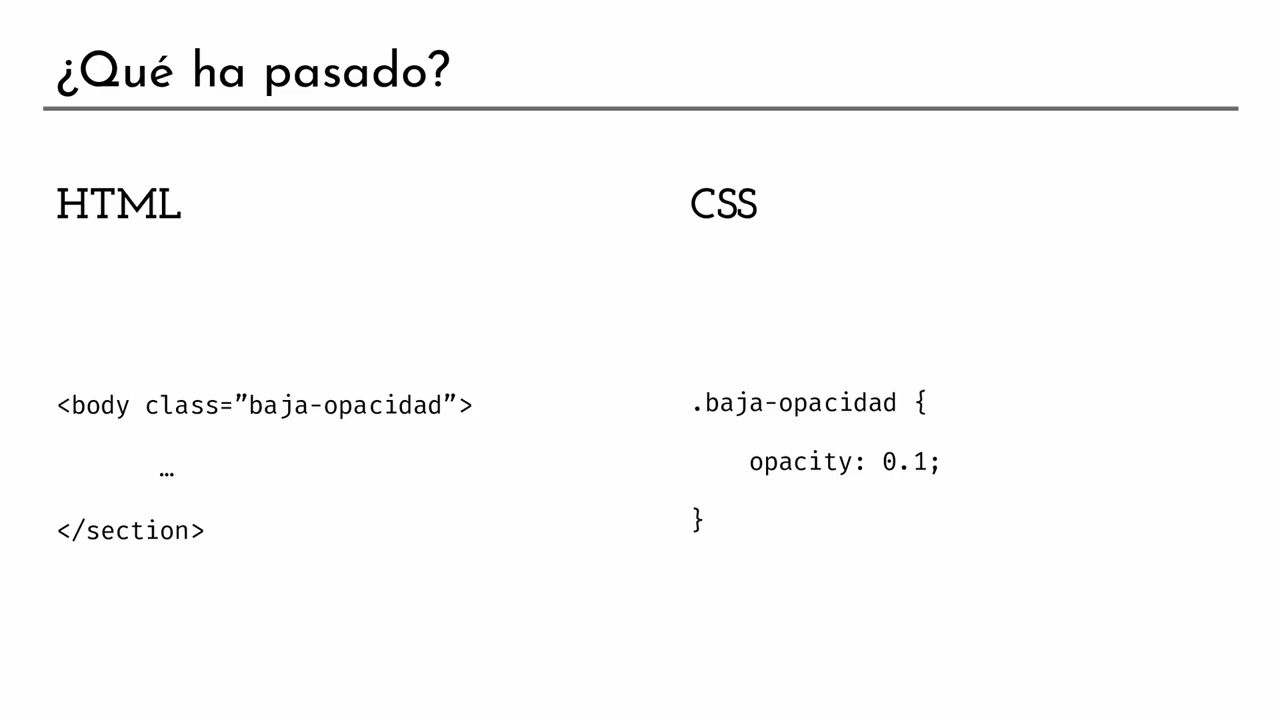 ¿Qué ha pasado?
HTML
<body class=”baja-opacidad”>
…
</section>
CSS
.baja-opacidad {
opacity: 0.1;
}